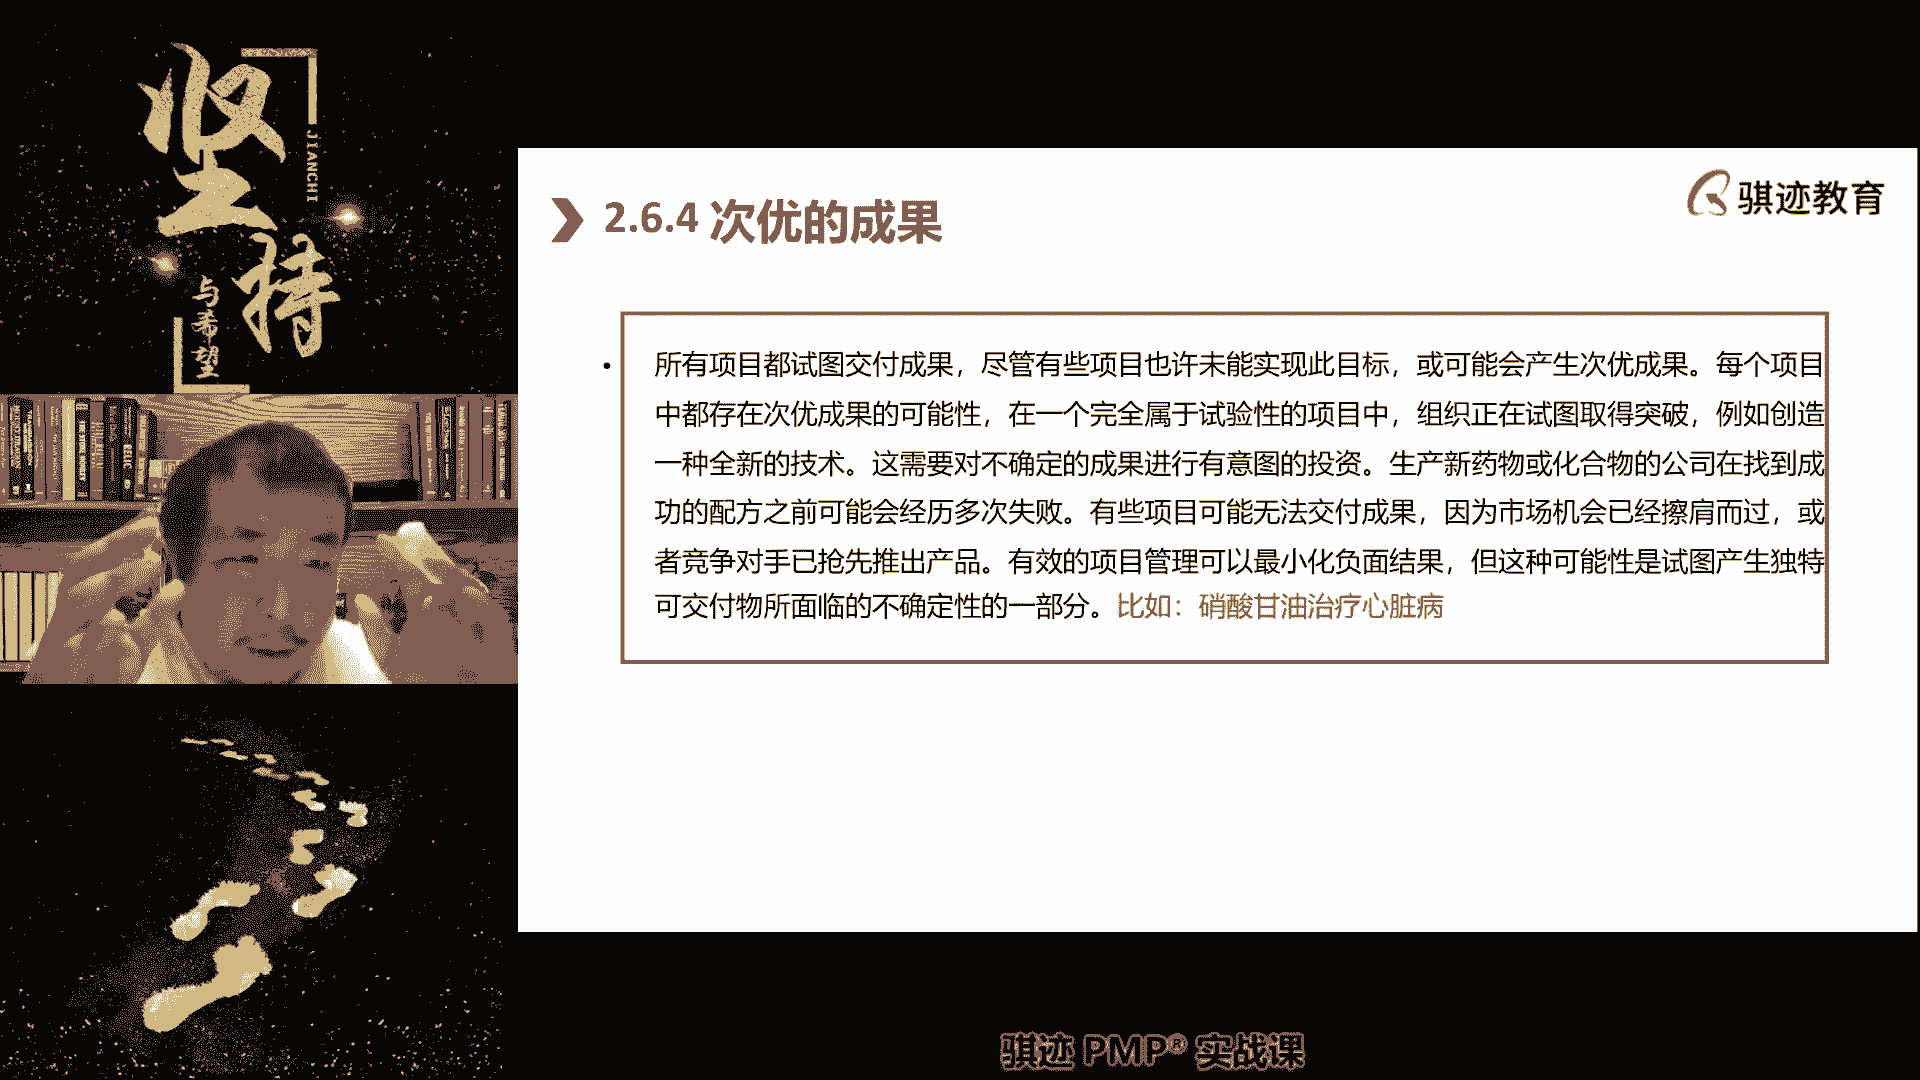 坚持
JIANCHI
与希望
骐迹教育
2.6.4 次优的成果
• 所有项目都试图交付成果，尽管有些项目也许未能实现此目标，或可能会产生次优成果。每个项目
中都存在次优成果的可能性，在一个完全属于试验性的项目中，组织正在试图取得突破，例如创造
一种全新的技术。这需要对不确定的成果进行有意图的投资。生产新药物或化合物的公司在找到成
功的配方之前可能会经历多次失败。有些项目可能无法交付成果，因为市场机会已经擦肩而过，或
者竞争对手已抢先推出产品。有效的项目管理可以最小化负面结果，但这种可能性是试图产生独特
可交付物所面临的不确定性的一部分。比如：硝酸甘油治疗心脏病
骐迹 PMP® 实战课